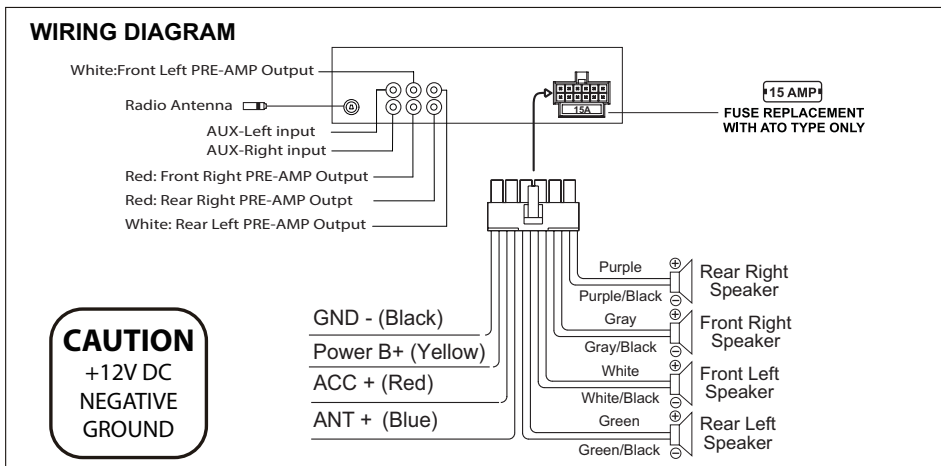 WIRING DIAGRAM
White:Front Left PRE-AMP Output
Radio Antenna
AUX-Left input
AUX-Right input
Red: Front Right PRE-AMP Output
Red: Rear Right PRE-AMP Outpt
White: Rear Left PRE-AMP Output
15A
15 AMP
FUSE REPLACEMENT
WITH ATO TYPE ONLY
CAUTION
+12V DC
NEGATIVE
GROUND
GND - (Black)
Power B+ (Yellow)
ACC + (Red)
ANT + (Blue)
Purple
Purple/Black
Rear Right
Speaker
Gray
Gray/Black
Front Right
Speaker
White
White/Black
Front Left
Speaker
Green
Green/Black
Rear Left
Speaker